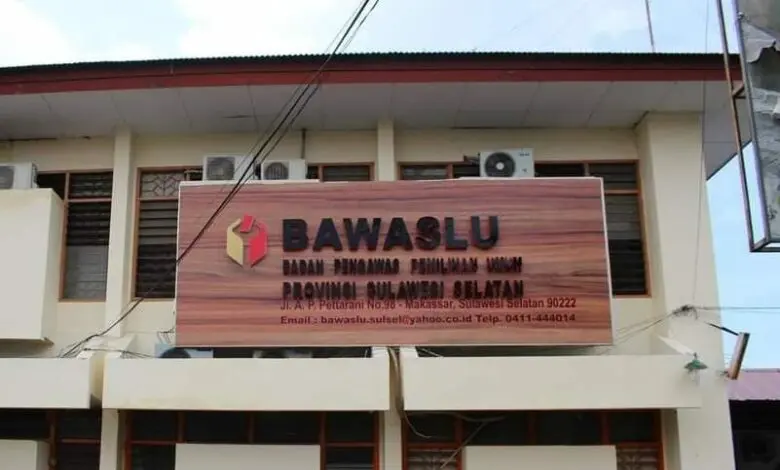 BAWASLU
BADAN PENGAWAS PEMILIHAN UMUM
PROVINSI SULAWESI SELATAN
Jl. A. P. Pettarani No.98 - Makassar, Sulawesi Selatan 90222
Email : bawaslu.sulsel@yahoo.co.id Telp. 0411-444014